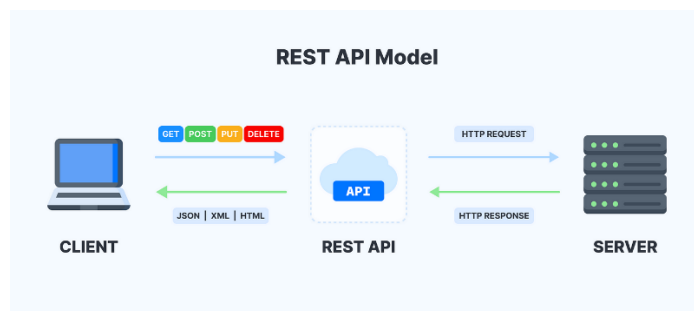 REST API Model
GET POST PUT DELETE
HTTP REQUEST
API
JSON | XML | HTML
HTTP RESPONSE
CLIENT
REST API
SERVER